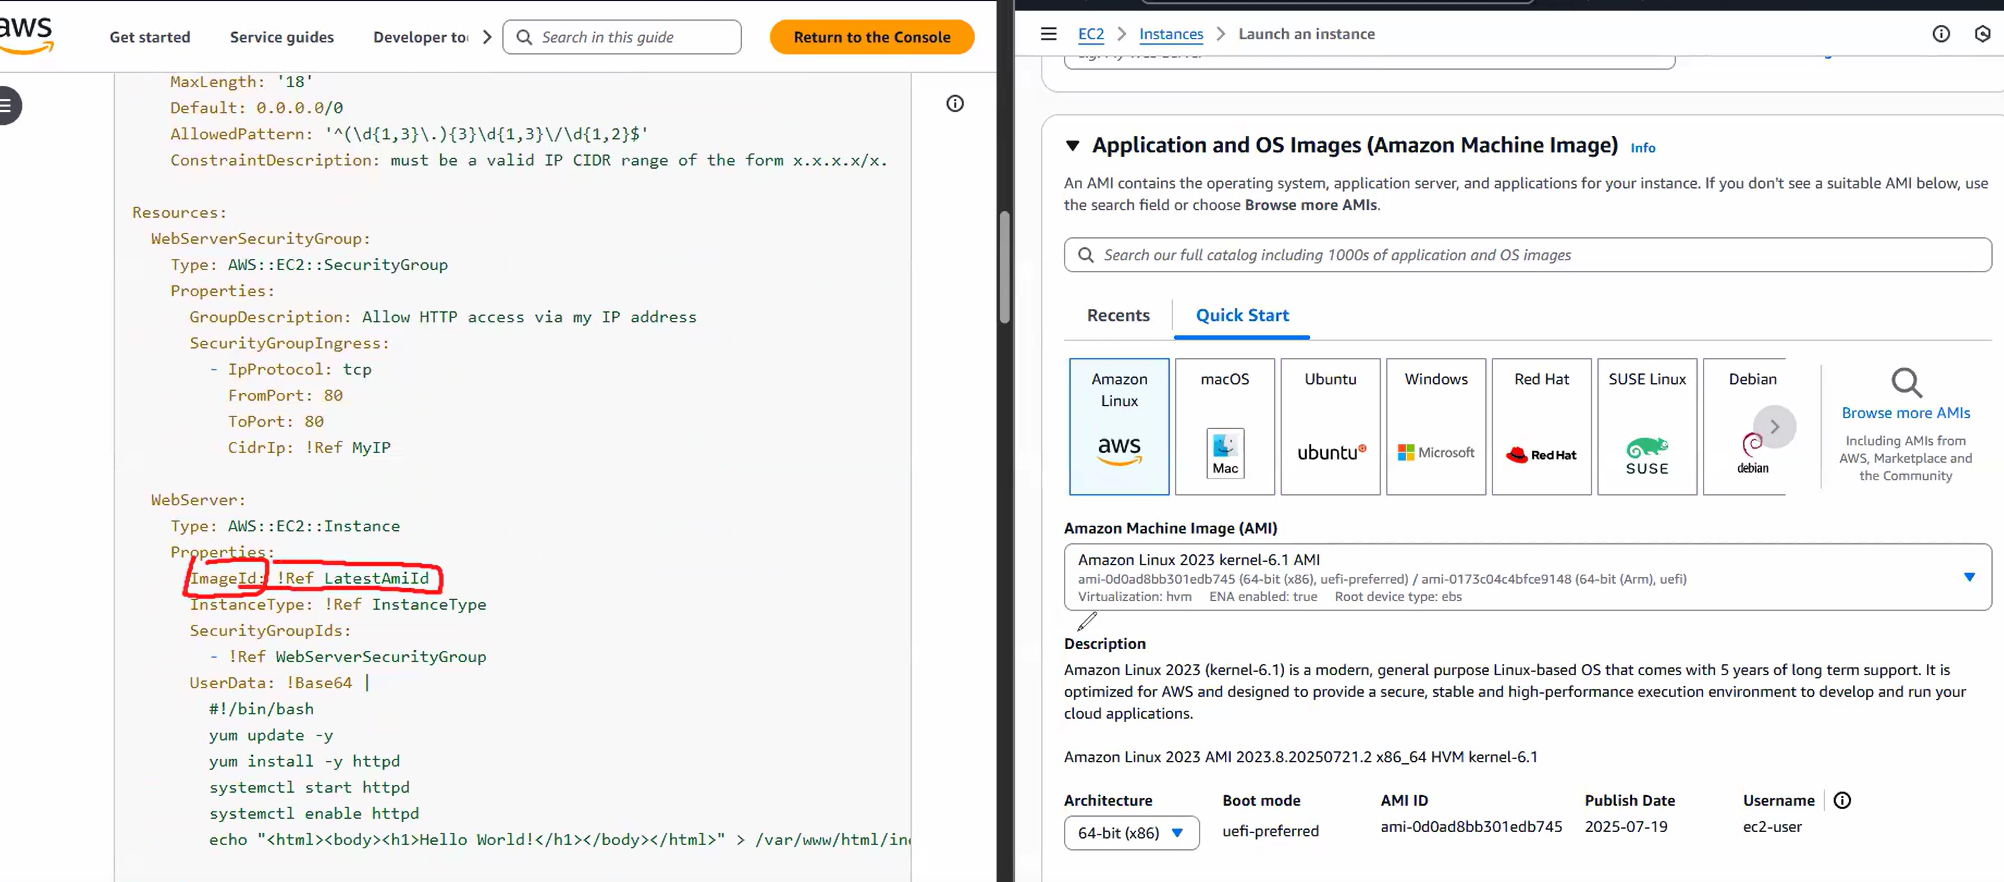 aws
Get started
Service guides
Developer to
Search in this guide
Return to the Console
MaxLength: '18'
Default: 0.0.0.0/0
AllowedPattern: '^(\d{1,3}\.){3}\d{1,3}\/\d{1,2}$'
ConstraintDescription: must be a valid IP CIDR range of the form x.x.x.x/x.
Resources:
WebServerSecurityGroup:
Type: AWS::EC2::SecurityGroup
Properties:
GroupDescription: Allow HTTP access via my IP address
SecurityGroupIngress:
- IpProtocol: tcp
FromPort: 80
ToPort: 80
CidrIp: !Ref MyIP
WebServer:
Type: AWS::EC2::Instance
Properties:
ImageId: !Ref LatestAmiId
InstanceType: !Ref InstanceType
SecurityGroupIds:
- !Ref WebServerSecurityGroup
UserData: !Base64 |
#!/bin/bash
yum update -y
yum install -y httpd
systemctl start httpd
systemctl enable httpd
echo "<html><body><h1>Hello World!</h1></body></html>" > /var/www/html/in
EC2 > Instances > Launch an instance
Application and OS Images (Amazon Machine Image) Info
An AMI contains the operating system, application server, and applications for your instance. If you don't see a suitable AMI below, use
the search field or choose Browse more AMIs.
Search our full catalog including 1000s of application and OS images
Recents
Quick Start
Amazon
Linux
aws
macOS
Mac
Ubuntu
ubuntu
Windows
Microsoft
Red Hat
Red Hat
SUSE Linux
SUSE
Debian
debian
Browse more AMIs
Including AMIs from
AWS, Marketplace and
the Community
Amazon Machine Image (AMI)
Amazon Linux 2023 kernel-6.1 AMI
ami-0d0ad8bb301edb745 (64-bit (x86), uefi-preferred) / ami-0173c04c4bfce9148 (64-bit (Arm), uefi)
Virtualization: hvm ENA enabled: true Root device type: ebs
Description
Amazon Linux 2023 (kernel-6.1) is a modern, general purpose Linux-based OS that comes with 5 years of long term support. It is
optimized for AWS and designed to provide a secure, stable and high-performance execution environment to develop and run your
cloud applications.
Amazon Linux 2023 AMI 2023.8.20250721.2 x86_64 HVM kernel-6.1
Architecture
64-bit (x86)
Boot mode
uefi-preferred
AMI ID
ami-0d0ad8bb301edb745
Publish Date
2025-07-19
Username
ec2-user